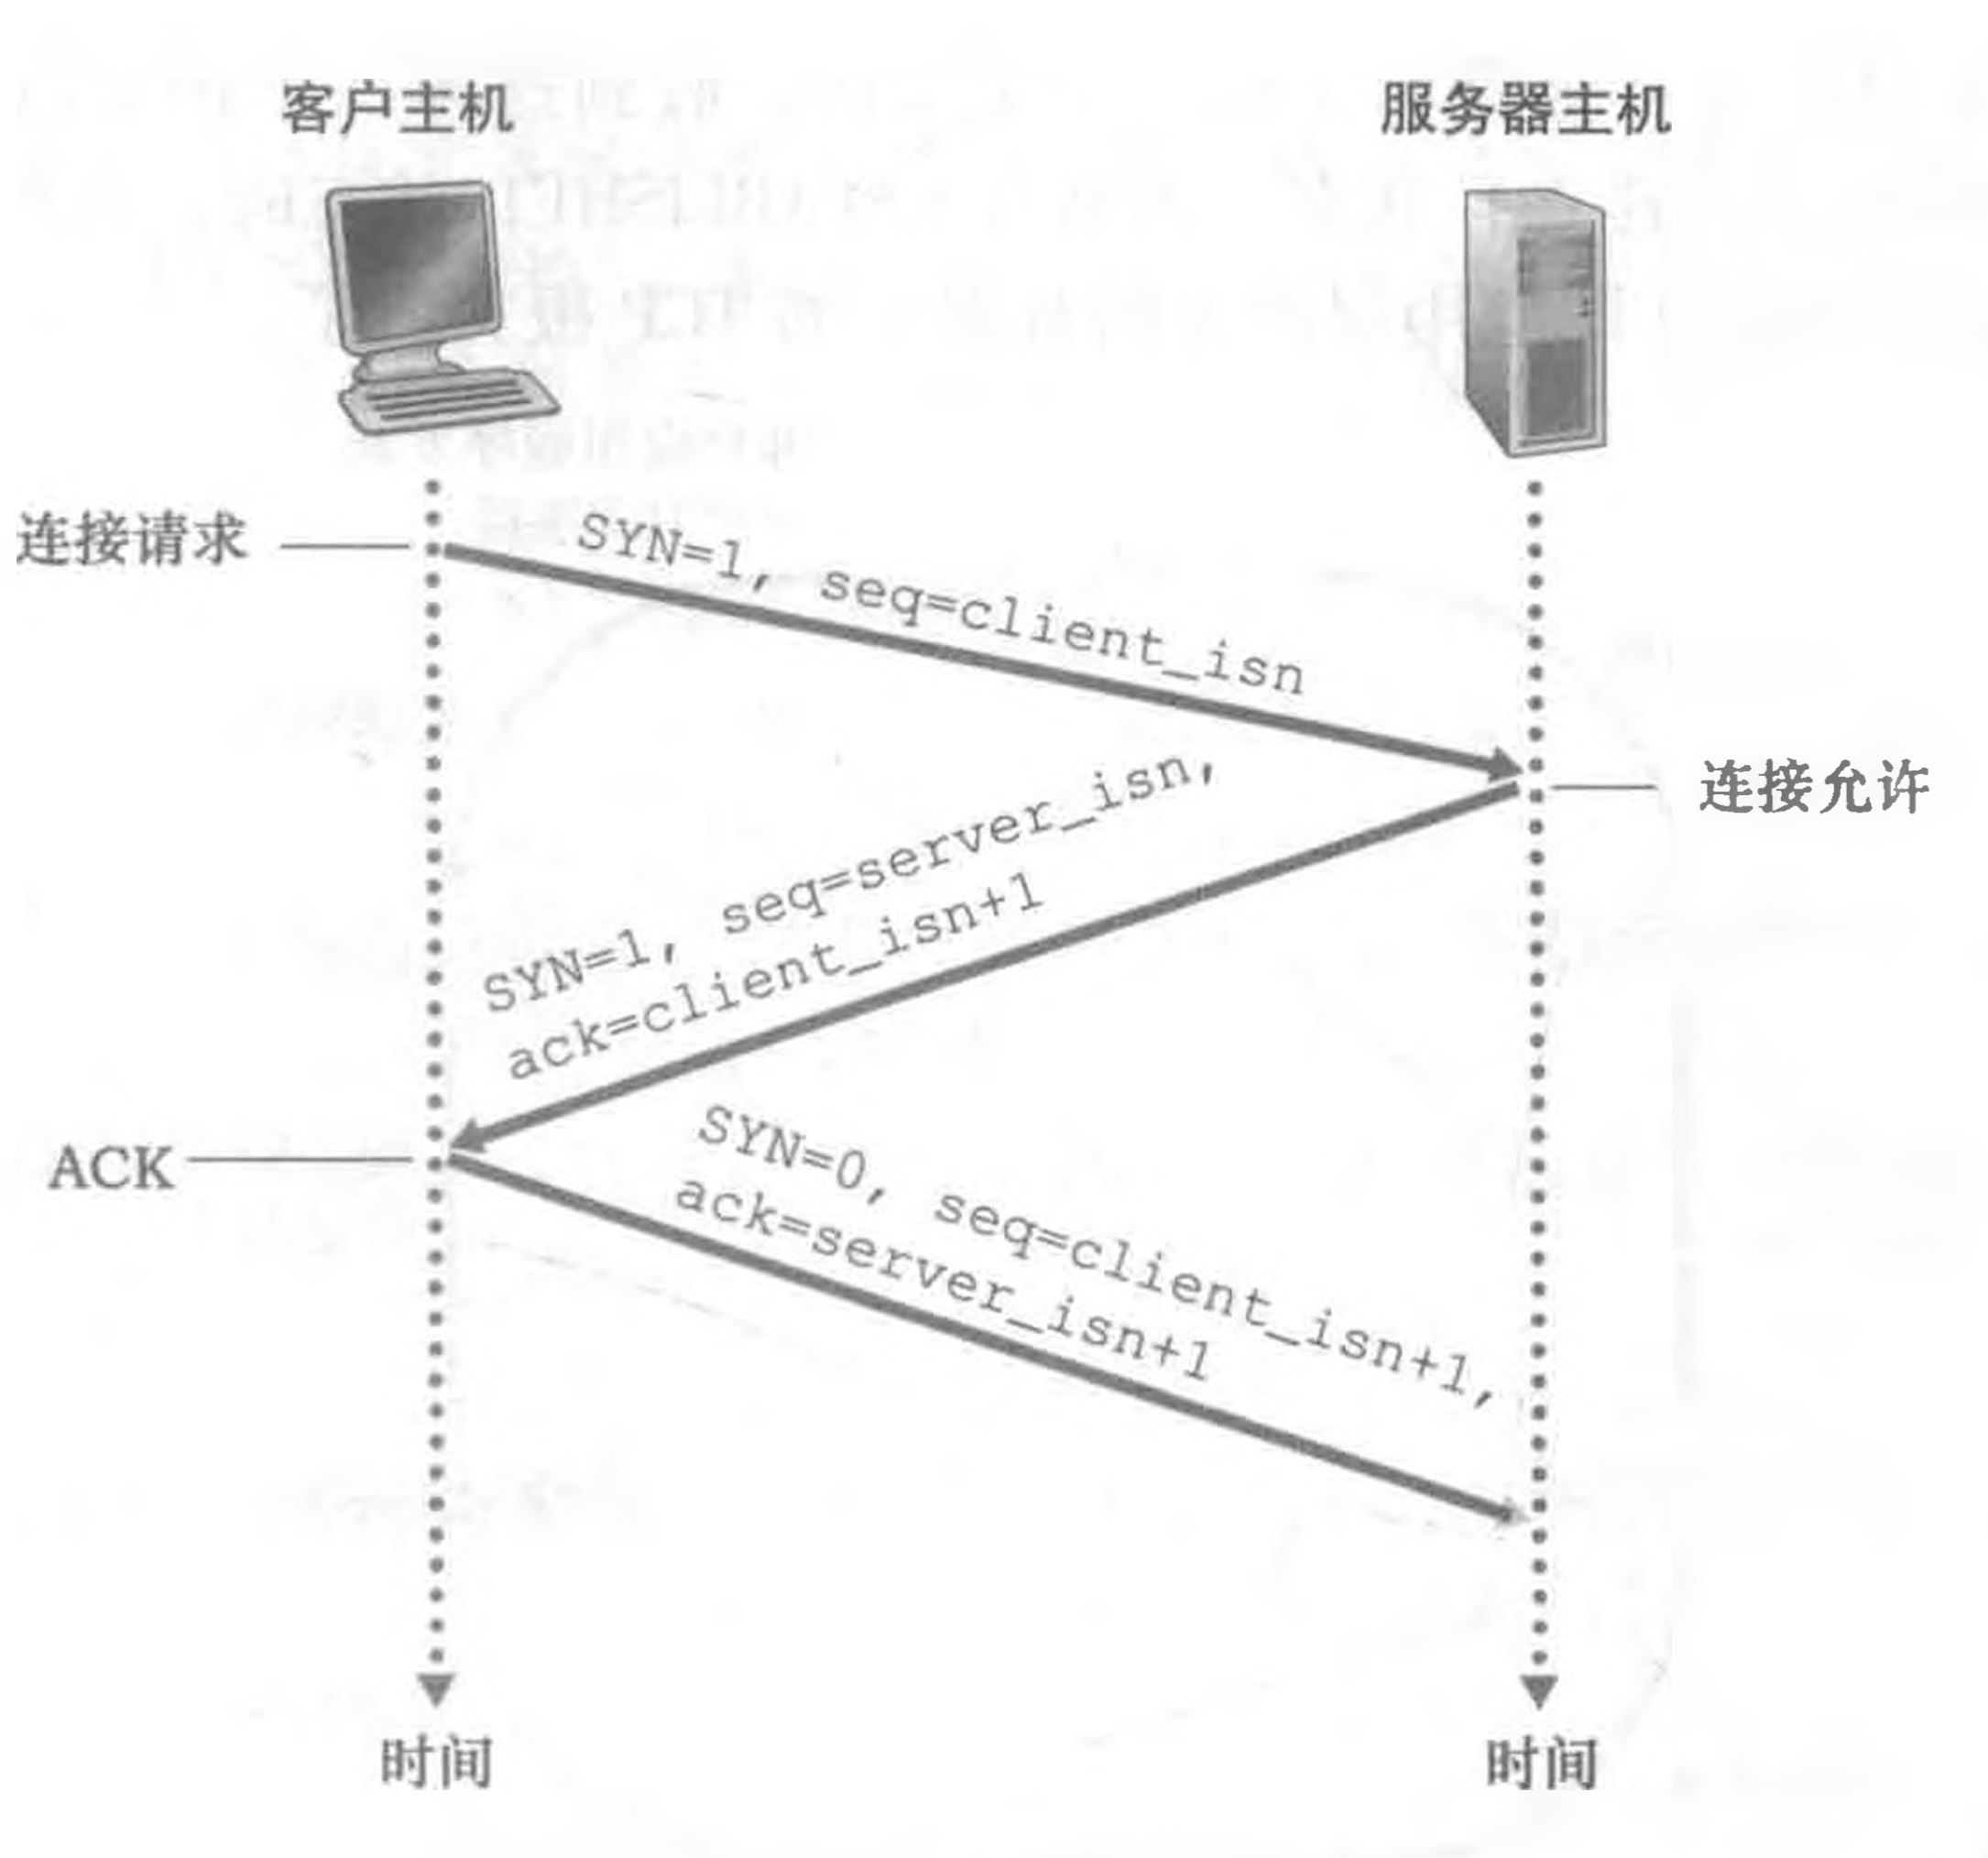 客户主机
服务器主机
连接请求
SYN=1, seq=client_isn
连接允许
SYN=1, seq=server_isn,
ack=client_isn+1
ACK
SYN=0, seq=client_isn+1,
ack=server_isn+1
时间
时间